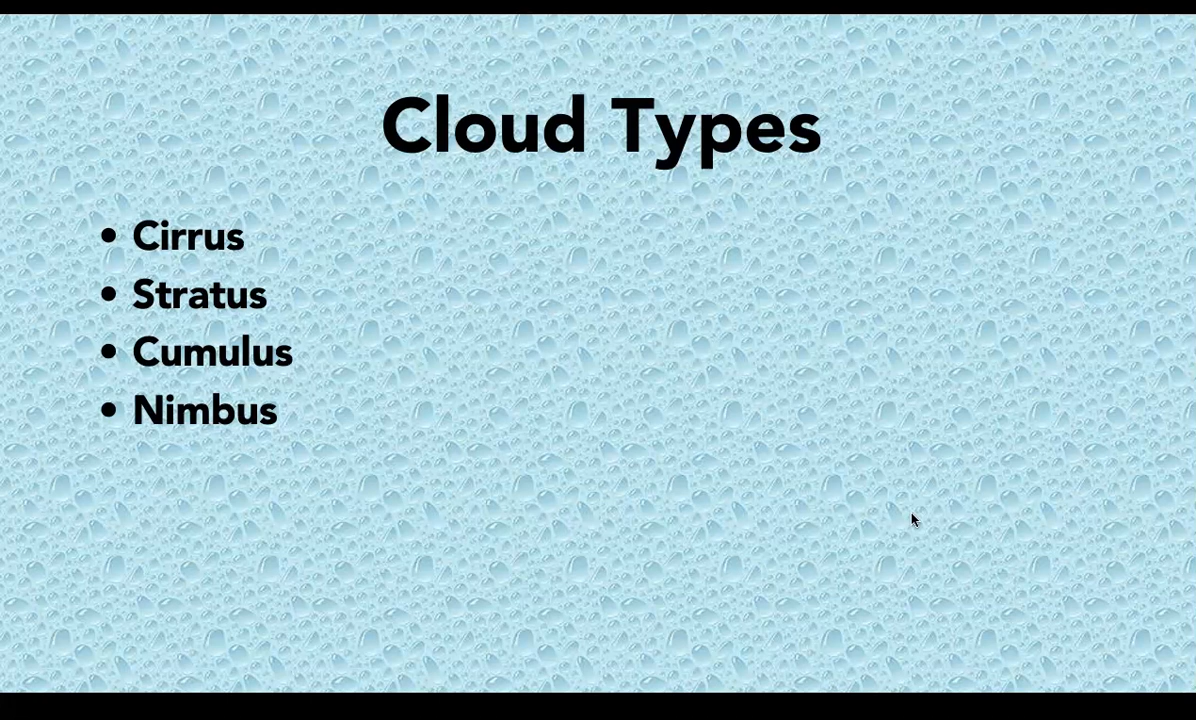 Cloud Types
• Cirrus
• Stratus
• Cumulus
• Nimbus